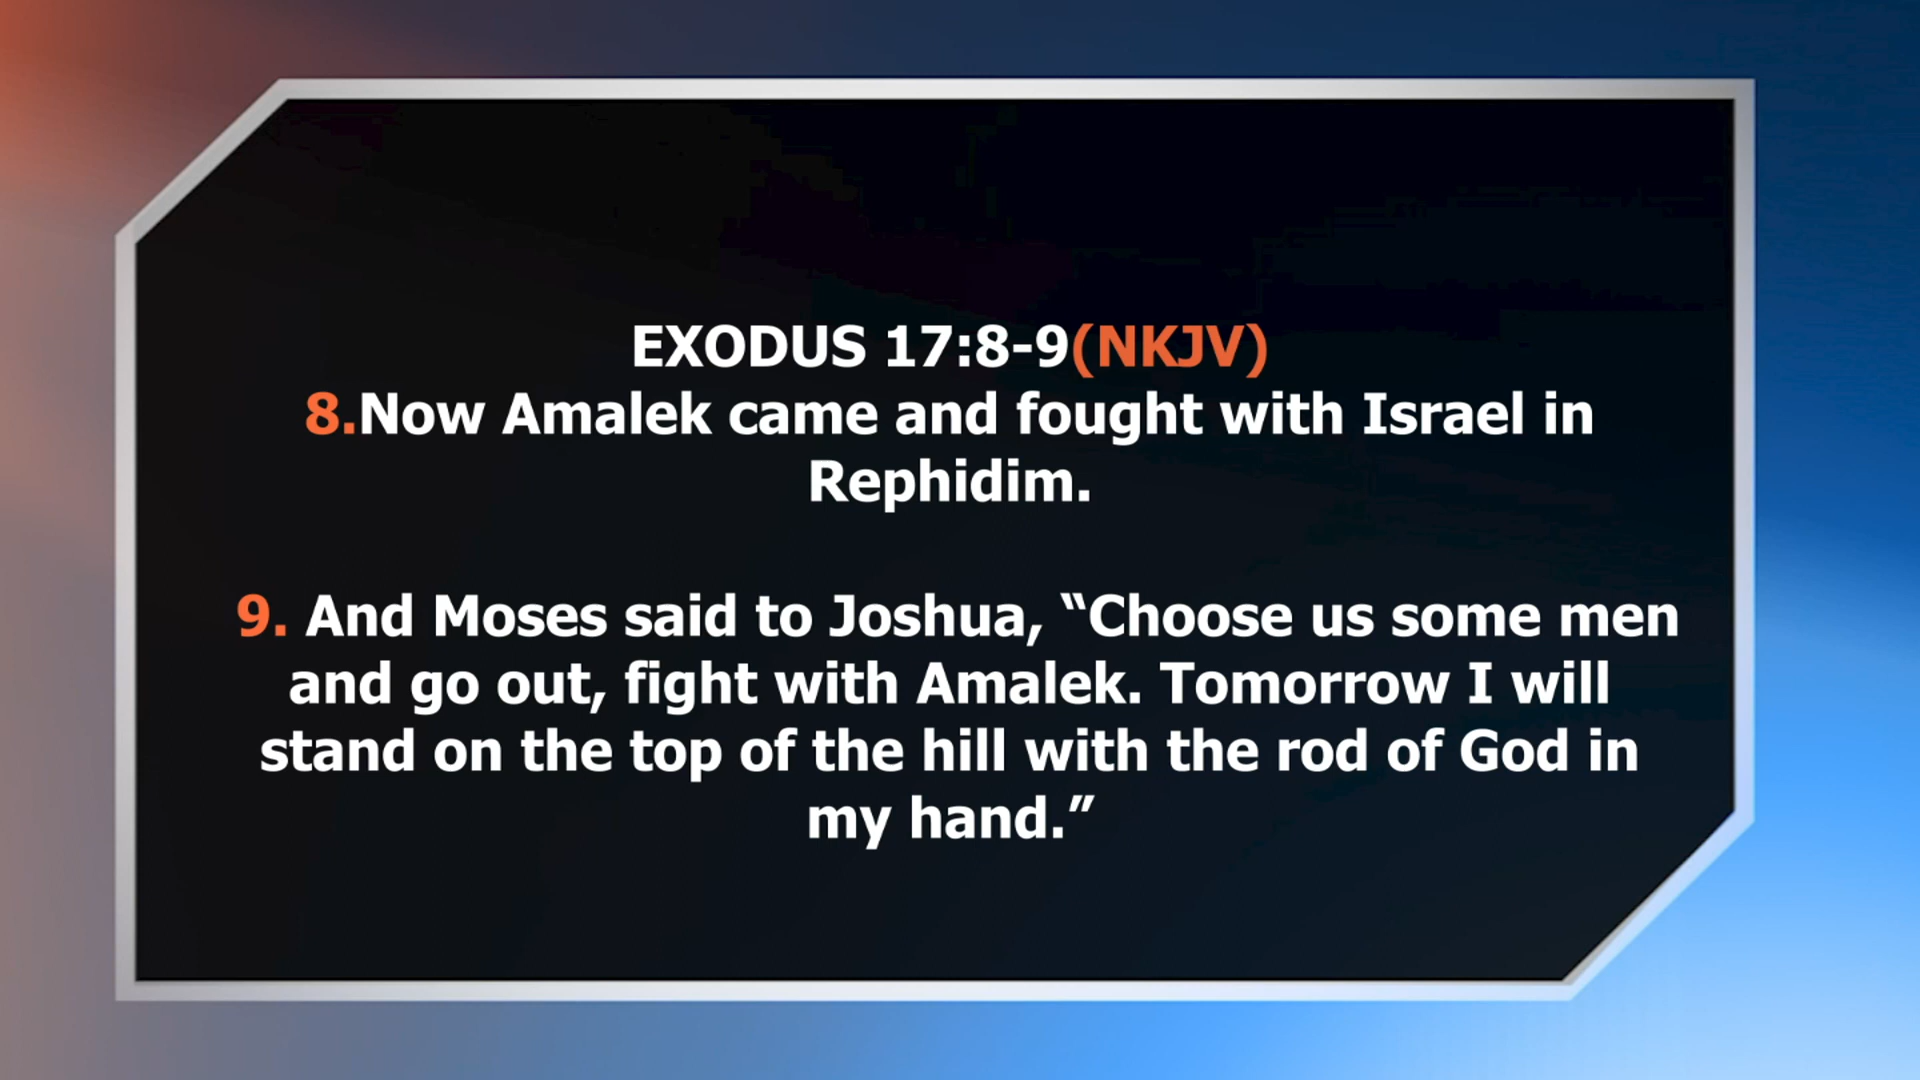 EXODUS 17:8-9(NKJV)
8.Now Amalek came and fought with Israel in
Rephidim.
9. And Moses said to Joshua, “Choose us some men
and go out, fight with Amalek. Tomorrow I will
stand on the top of the hill with the rod of God in
my hand.”